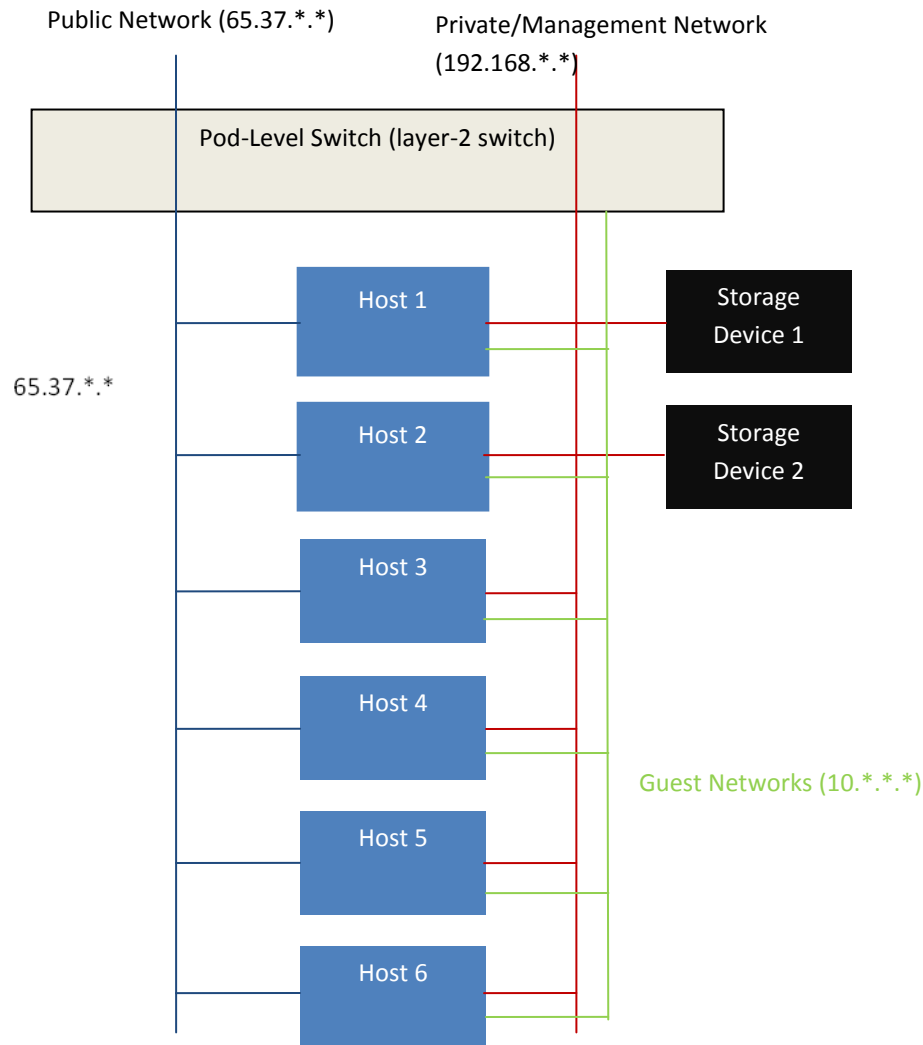 Public Network (65.37.*.*)
Private/Management Network
(192.168.*.*)
Pod-Level Switch (layer-2 switch)
Host 1
Storage
Device 1
65.37.*.*
Host 2
Storage
Device 2
Host 3
Host 4
Guest Networks (10.*.*.*)
Host 5
Host 6